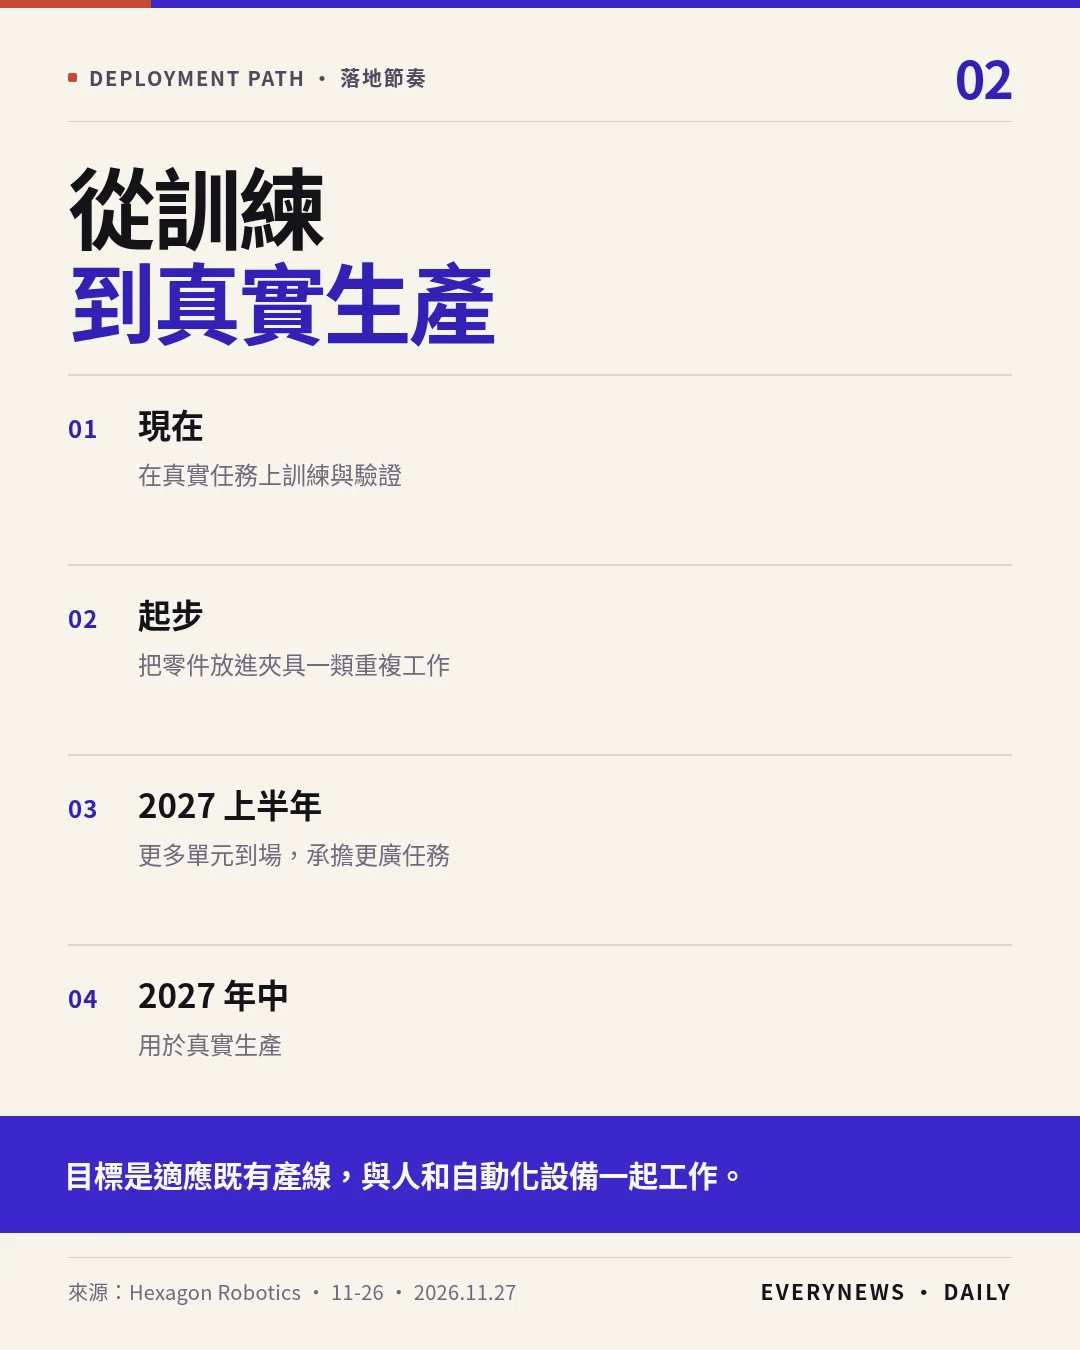 DEPLOYMENT PATH • 落地節奏
02
從訓練
到真實生產
01 現在
在真實任務上訓練與驗證
02 起步
把零件放進夾具一類重複工作
03 2027 上半年
更多單元到場，承擔更廣任務
04 2027 年中
用於真實生產
目標是適應既有產線，與人和自動化設備一起工作。
來源：Hexagon Robotics • 11-26 • 2026.11.27
EVERYNEWS • DAILY